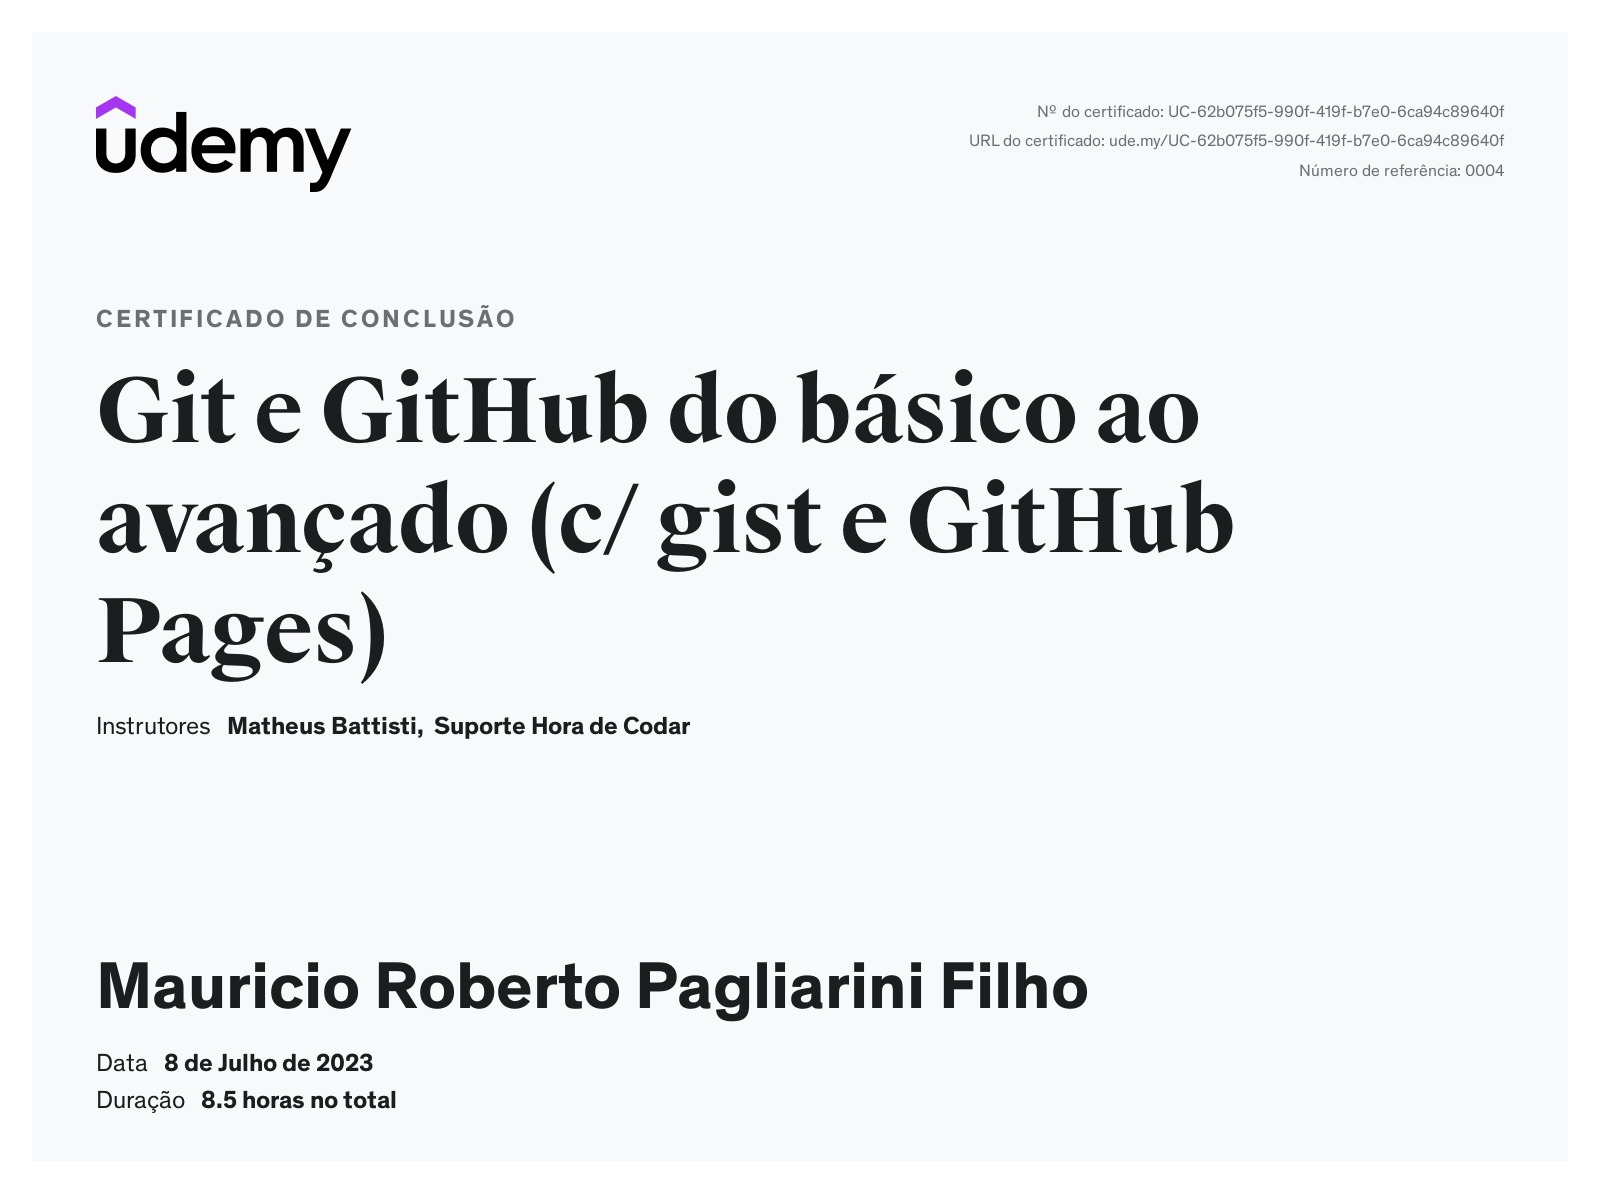 udemy
Nº do certificado: UC-62b075f5-990f-419f-b7e0-6ca94c89640f
URL do certificado: ude.my/UC-62b075f5-990f-419f-b7e0-6ca94c89640f
Número de referência: 0004
CERTIFICADO DE CONCLUSÃO
Git e GitHub do básico ao
avançado (c/ gist e GitHub
Pages)
Instrutores Matheus Battisti, Suporte Hora de Codar
Mauricio Roberto Pagliarini Filho
Data 8 de Julho de 2023
Duração 8.5 horas no total